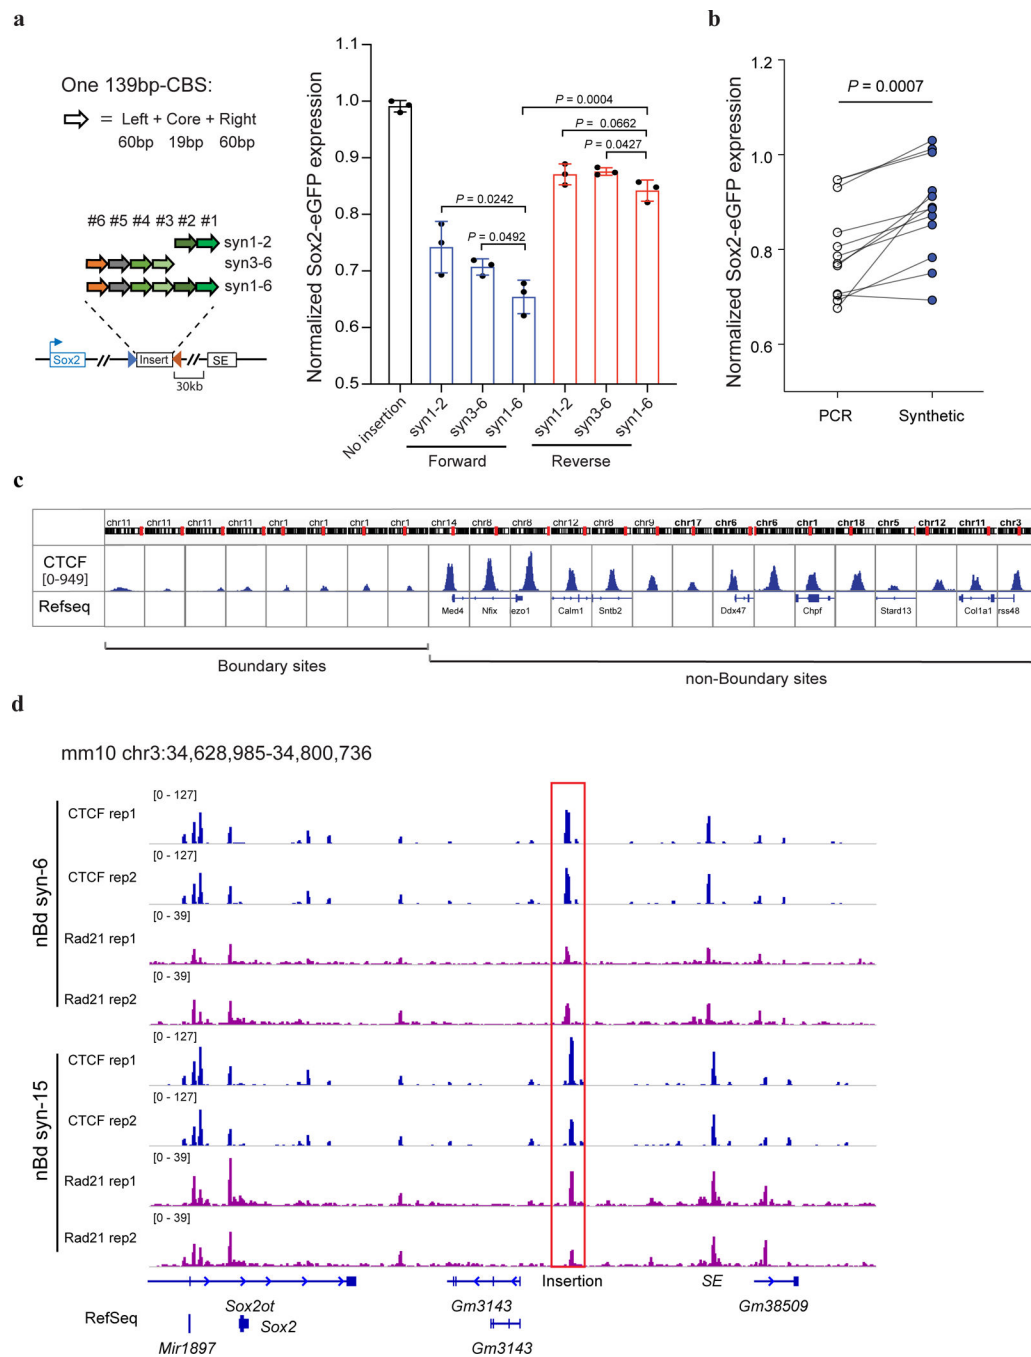 a
One 139bp-CBS:
= Left + Core + Right
60bp 19bp 60bp
#6 #5 #4 #3 #2 #1
syn1-2
syn3-6
syn1-6
Sox2
Insert
SE
30kb
Normalized Sox2-eGFP expression
1.1
1.0
0.9
0.8
0.7
0.6
0.5
P = 0.0004
P = 0.0662
P = 0.0427
P = 0.0242
P = 0.0492
No insertion
syn1-2
syn3-6
syn1-6
syn1-2
syn3-6
syn1-6
Forward
Reverse
b
Normalized Sox2-eGFP expression
1.2
1.0
0.8
0.6
P = 0.0007
PCR
Synthetic
c
chr11 chr11 chr11 chr11 chr1 chr1 chr1 chr1 chr14 chr8 chr8 chr12 chr8 chr9 chr17 chr6 chr6 chr1 chr18 chr5 chr12 chr11 chr3
CTCF
[0-949]
Refseq
Med4 Nfix ezo1 Calm1 Sntb2 Ddx47 Chpf Stard13 Col1a1 rss48
Boundary sites
non-Boundary sites
d
mm10 chr3:34,628,985-34,800,736
nBd syn-6
[0 - 127]
CTCF rep1
[0 - 127]
CTCF rep2
[0 - 39]
Rad21 rep1
[0 - 39]
Rad21 rep2
nBd syn-15
[0 - 127]
CTCF rep1
[0 - 127]
CTCF rep2
[0 - 39]
Rad21 rep1
[0 - 39]
Rad21 rep2
Insertion
SE
Sox2ot
Gm3143
Gm38509
RefSeq
Sox2
Mir1897
Gm3143